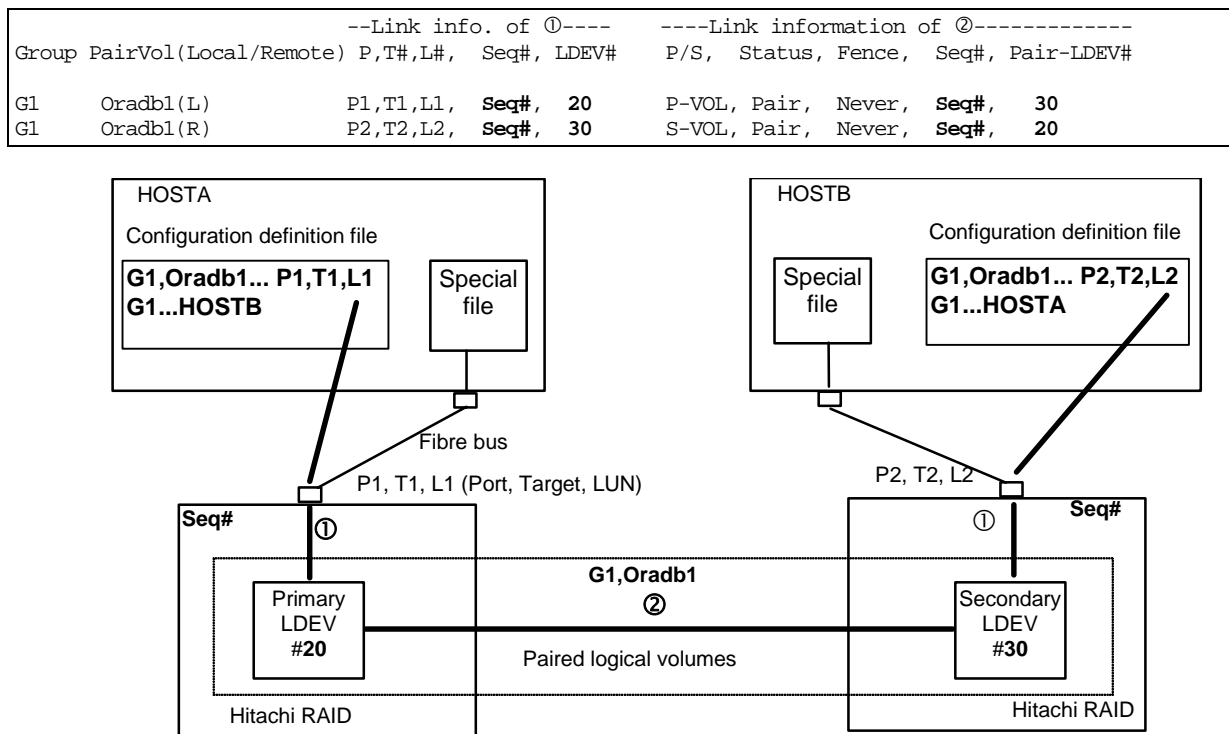 --Link info. of ①---- ----Link information of ②-------------
Group PairVol(Local/Remote) P,T#,L#, Seq#, LDEV# P/S, Status, Fence, Seq#, Pair-LDEV#
G1 Oradb1(L) P1,T1,L1, Seq#, 20 P-VOL, Pair, Never, Seq#, 30
G1 Oradb1(R) P2,T2,L2, Seq#, 30 S-VOL, Pair, Never, Seq#, 20
HOSTA
Configuration definition file
G1,Oradb1... P1,T1,L1
G1...HOSTB
Special
file
HOSTB
Configuration definition file
Special
file
G1,Oradb1... P2,T2,L2
G1...HOSTA
Fibre bus
P1, T1, L1 (Port, Target, LUN)
P2, T2, L2
Seq#
①
①
Seq#
G1,Oradb1
②
Primary
LDEV
#20
Secondary
LDEV
#30
Paired logical volumes
Hitachi RAID
Hitachi RAID